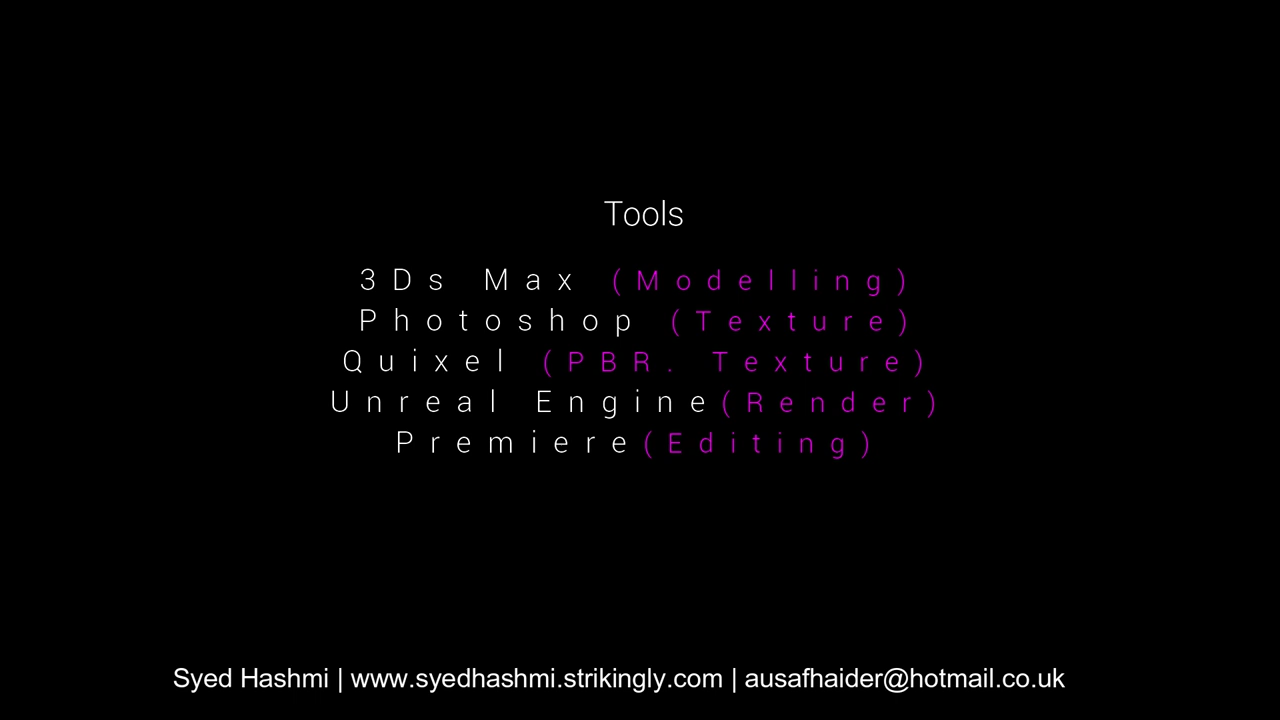 Tools
3Ds Max (Modelling)
Photoshop (Texture)
Quixel (PBR. Texture)
Unreal Engine(Render)
Premiere(Editing)
Syed Hashmi | www.syedhashmi.strikingly.com | ausafhaider@hotmail.co.uk